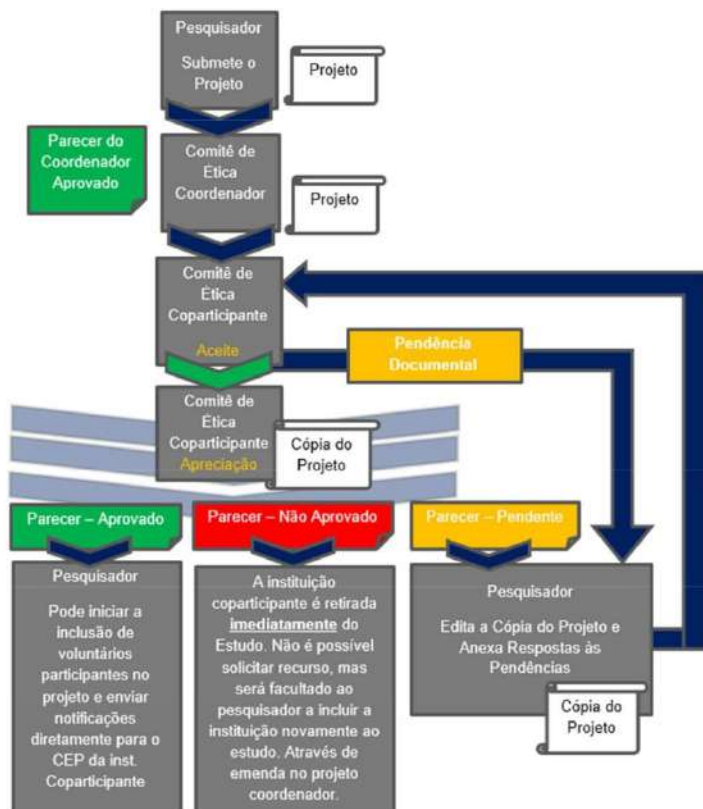 Pesquisador
Submete o
Projeto
Projeto
Parecer do
Coordenador
Aprovado
Comitê de
Ética
Coordenador
Projeto
Comitê de
Ética
Coparticipante
Aceite
Pendência
Documental
Comitê de
Ética
Coparticipante
Apreciação
Cópia do
Projeto
Parecer – Aprovado
Parecer – Não Aprovado
Parecer – Pendente
Pesquisador
Pode iniciar a
inclusão de
voluntários
participantes no
projeto e enviar
notificações
diretamente para o
CEP da inst.
Coparticipante
A instituição
coparticipante é retirada
imediatamente do
Estudo. Não é possível
solicitar recurso, mas
será facultado ao
pesquisador a incluir a
instituição novamente ao
estudo. Através de
emenda no projeto
coordenador.
Pesquisador
Edita a Cópia do Projeto e
Anexa Respostas às
Pendências
Cópia do
Projeto